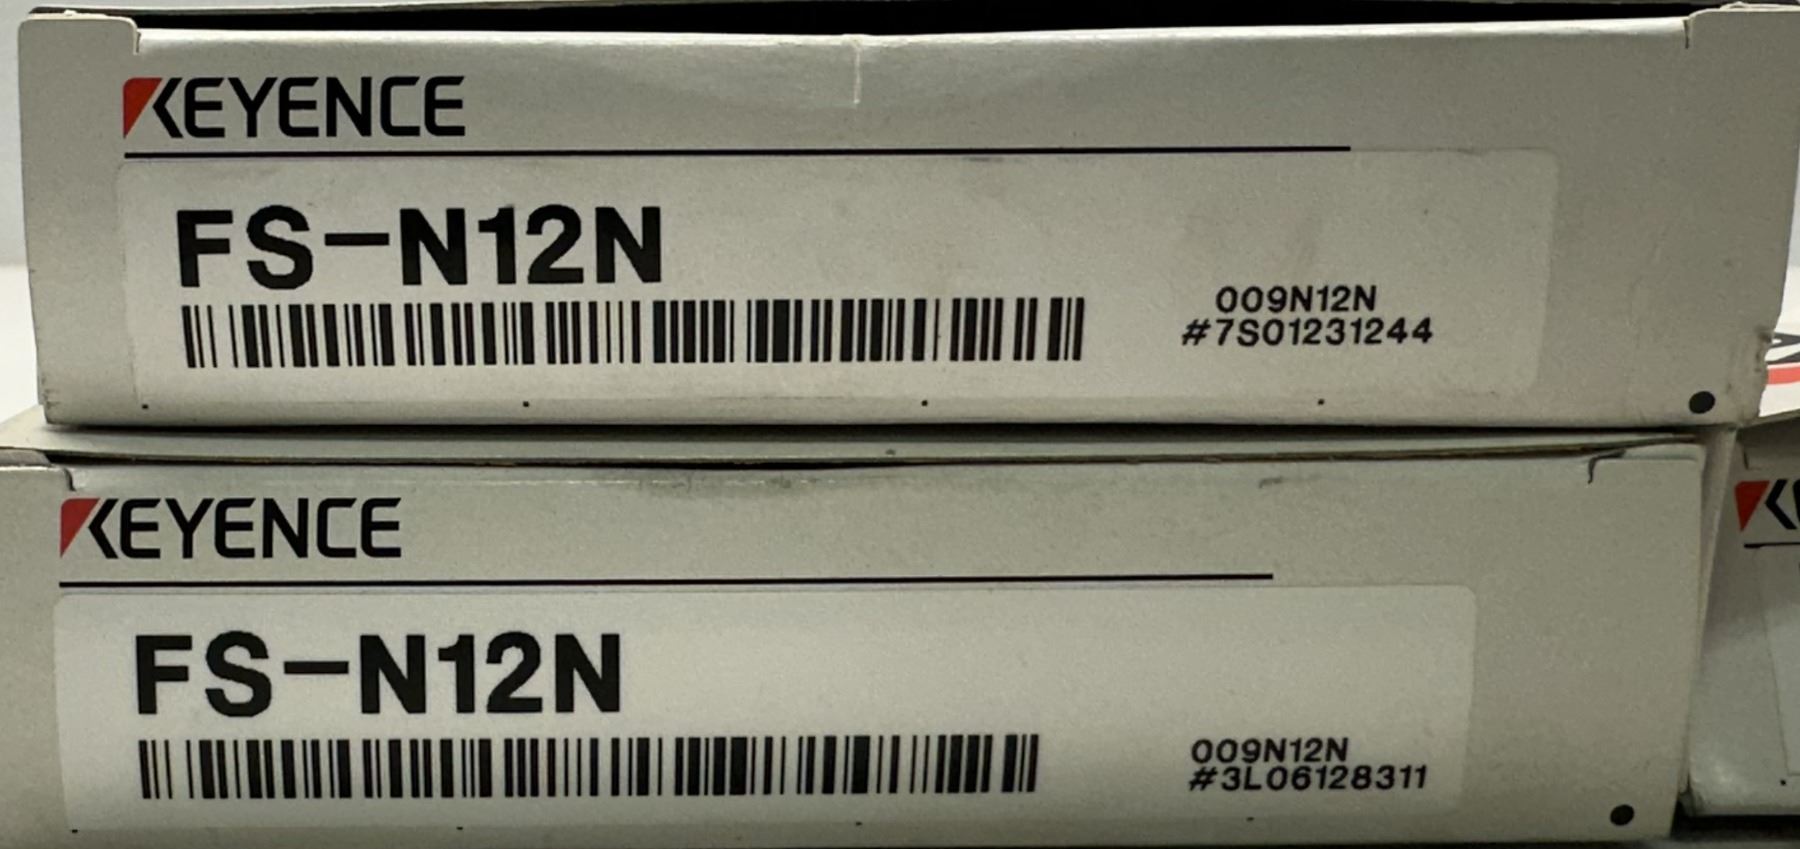 KEYENCE
FS-N12N
009N12N
#7S01231244
KEYENCE
FS-N12N
009N12N
#3L06128311